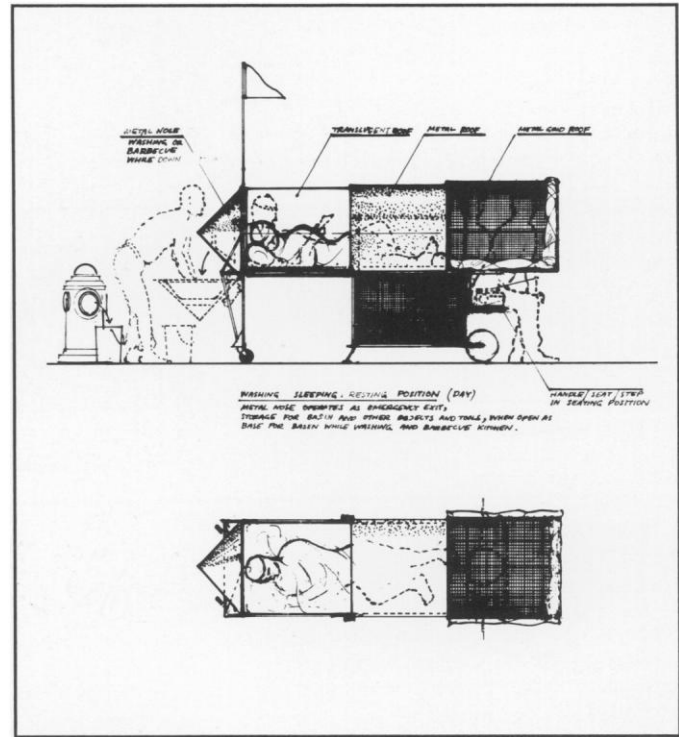 METAL NOSE
WASHING OR
BARBECUE
WHILE DOWN
TRANSLUCENT ROOF
METAL ROOF
METAL GRID ROOF
WASHING SLEEPING. RESTING POSITION (DAY)
METAL NOSE OPERATES AS EMERGENCY EXIT,
STORAGE FOR BASIN AND OTHER OBJECTS AND TOOLS, WHEN OPEN AS
BASE FOR BASIN WHILE WASHING AND BARBECUE KITCHEN.
HANDLE/SEAT/STEP
IN SEATING POSITION